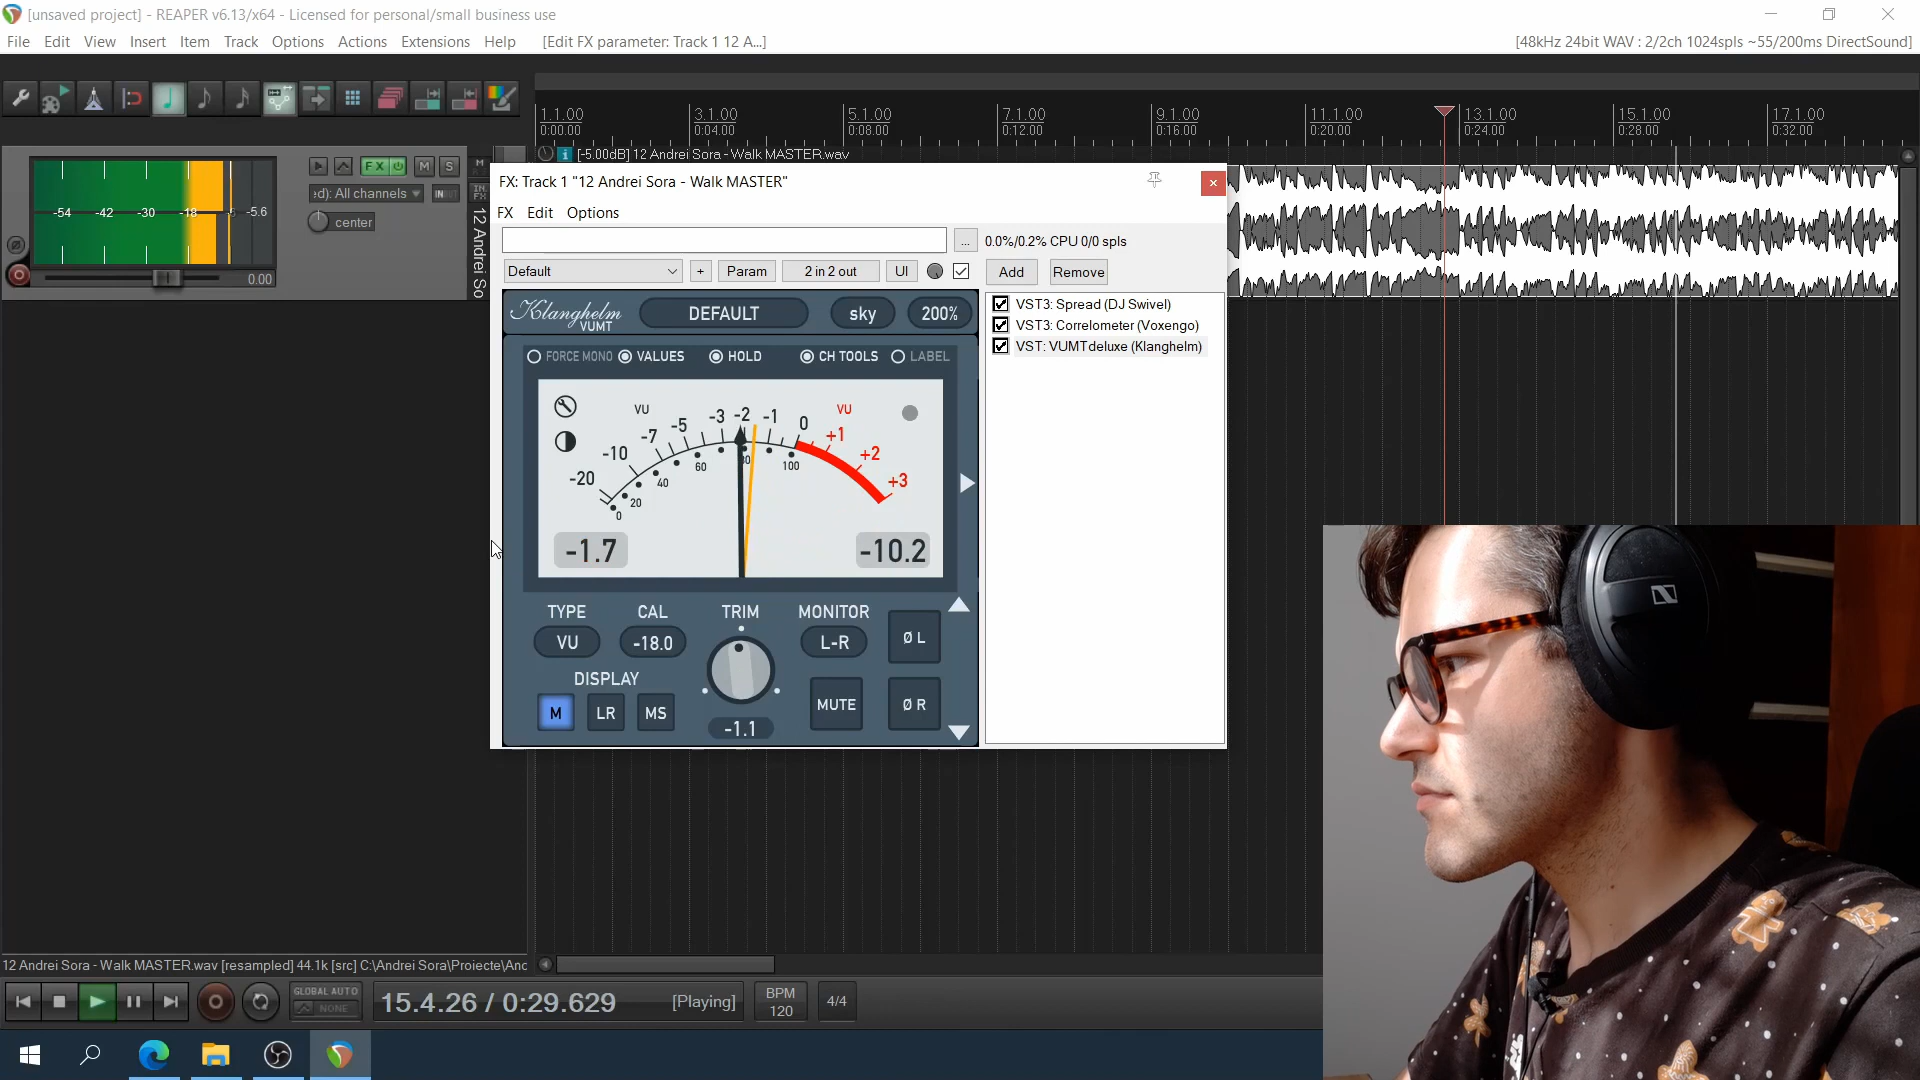 [unsaved project] - REAPER v6.13/x64 - Licensed for personal/small business use
File Edit View Insert Item Track Options Actions Extensions Help [Edit FX parameter: Track 1 12 A...]
[48kHz 24bit WAV : 2/2ch 1024spls ~55/200ms DirectSound]
1.1.00 3.1.00 5.1.00 7.1.00 9.1.00 11.1.00 13.1.00 15.1.00 17.1.00
0:00.00 0:04.00 0:08.00 0:12.00 0:16.00 0:20.00 0:24.00 0:28.00 0:32.00
[-5.00dB] 12 Andrei Sora - Walk MASTER.wav
FX M S
-54 -42 -30 -18 -5.6
ed): All channels IN
center
0.00
12 Andrei So
FX: Track 1 "12 Andrei Sora - Walk MASTER"
FX Edit Options
... 0.0%/0.2% CPU 0/0 spls
Default + Param 2 in 2 out UI Add Remove
VST3: Spread (DJ Swivel)
VST3: Correlometer (Voxengo)
VST: VUMTdeluxe (Klanghelm)
Klanghelm
VUMT
DEFAULT sky 200%
FORCE MONO VALUES HOLD CH TOOLS LABEL
VU VU
-20 -10 -7 -5 -3 -2 -1 0 +1 +2 +3
0 20 40 60 80 100
-1.7 -10.2
TYPE CAL TRIM MONITOR
VU -18.0 L-R Ø L
DISPLAY
M LR MS MUTE Ø R
-1.1
12 Andrei Sora - Walk MASTER.wav [resampled] 44.1k [src] C:\Andrei Sora\Proiecte\Anc
GLOBAL AUTO
NONE
15.4.26 / 0:29.629 [Playing]
BPM
120
4/4